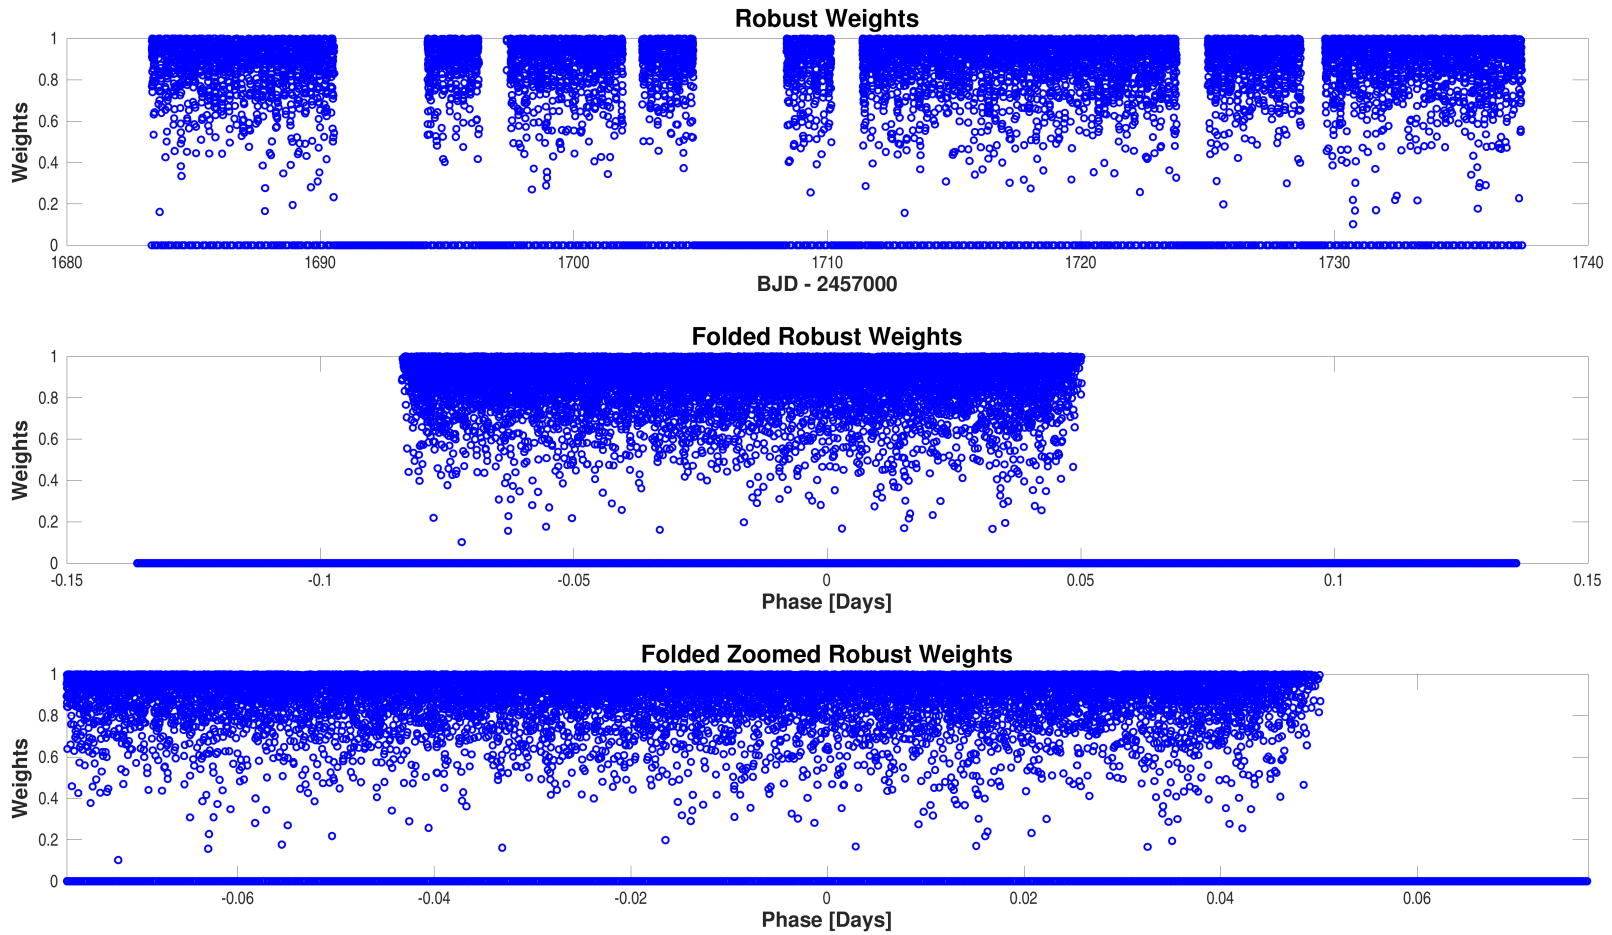 Robust Weights
Weights
1
0.8
0.6
0.4
0.2
0
1680 1690 1700 1710 1720 1730 1740
BJD - 2457000
Folded Robust Weights
Weights
1
0.8
0.6
0.4
0.2
0
-0.15 -0.1 -0.05 0 0.05 0.1 0.15
Phase [Days]
Folded Zoomed Robust Weights
Weights
1
0.8
0.6
0.4
0.2
0
-0.06 -0.04 -0.02 0 0.02 0.04 0.06
Phase [Days]